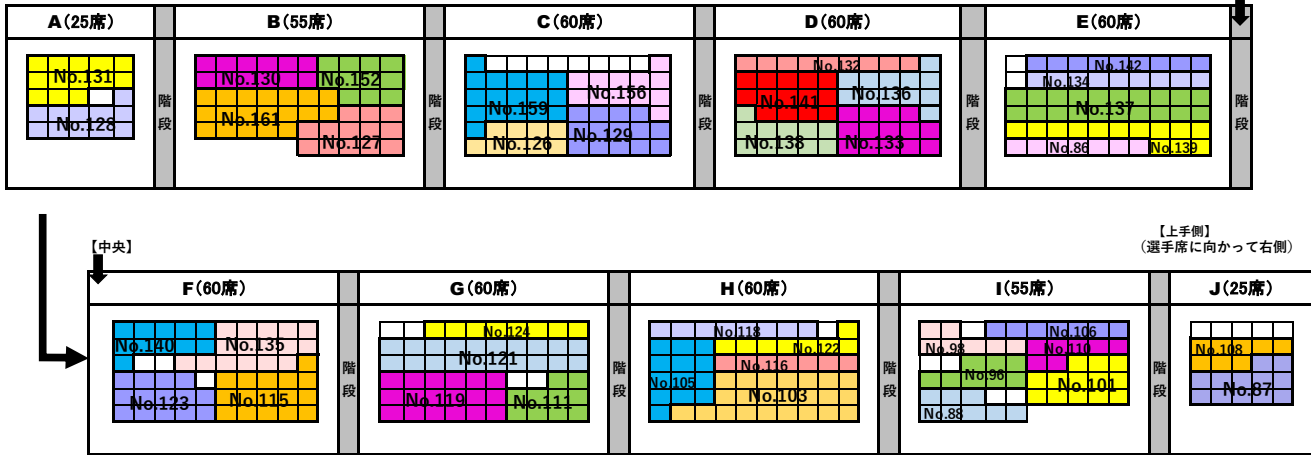 A(25席)
B(55席)
C(60席)
D(60席)
E(60席)
No.131
No.128
階段
No.130
No.152
No.161
No.127
階段
No.159
No.156
No.126
No.129
階段
No.132
No.141
No.136
No.138
No.133
階段
No.142
No.134
No.137
No.86
No.139
階段
【中央】
【上手側】
(選手席に向かって右側)
F(60席)
G(60席)
H(60席)
I(55席)
J(25席)
No.140
No.135
No.123
No.115
階段
No.124
No.121
No.119
No.111
階段
No.118
No.122
No.116
No.105
No.103
階段
No.106
No.98
No.110
No.96
No.101
No.88
階段
No.108
No.87